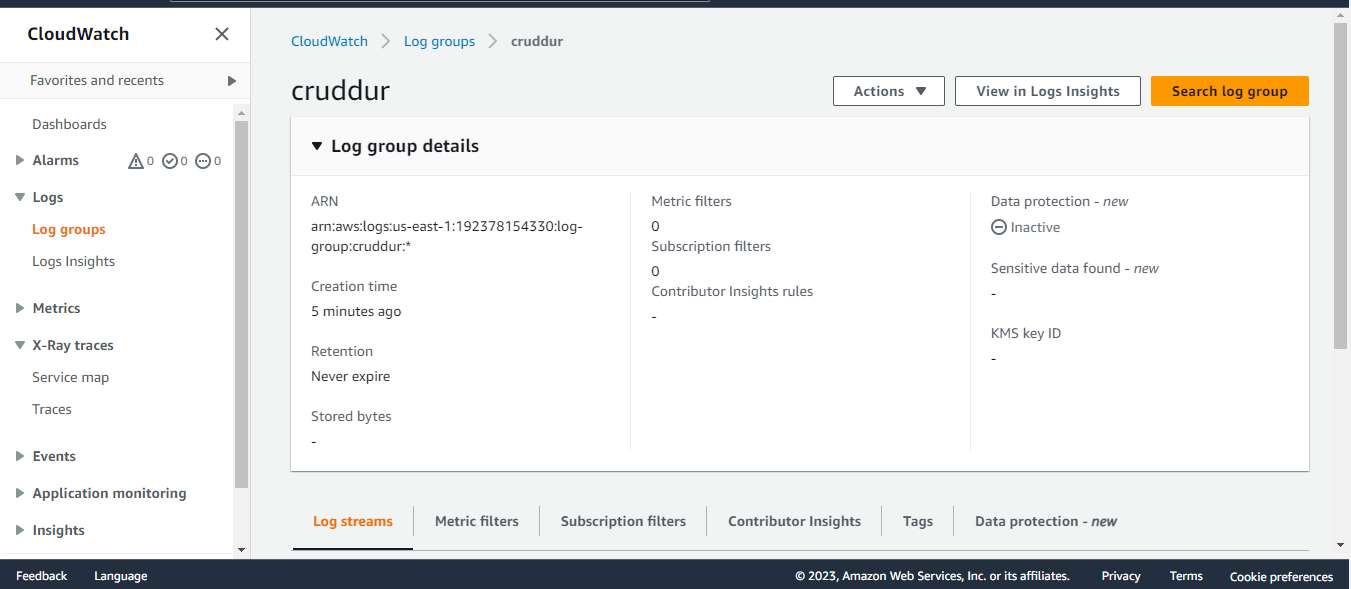 CloudWatch
Favorites and recents
Dashboards
Alarms 0 0 0
Logs
Log groups
Logs Insights
Metrics
X-Ray traces
Service map
Traces
Events
Application monitoring
Insights
CloudWatch Log groups cruddur
cruddur
Actions View in Logs Insights Search log group
Log group details
ARN
arn:aws:logs:us-east-1:192378154330:log-
group:cruddur:*
Creation time
5 minutes ago
Retention
Never expire
Stored bytes
-
Metric filters
0
Subscription filters
0
Contributor Insights rules
-
Data protection - new
Inactive
Sensitive data found - new
-
KMS key ID
-
Log streams Metric filters Subscription filters Contributor Insights Tags Data protection - new
Feedback Language © 2023, Amazon Web Services, Inc. or its affiliates. Privacy Terms Cookie preferences